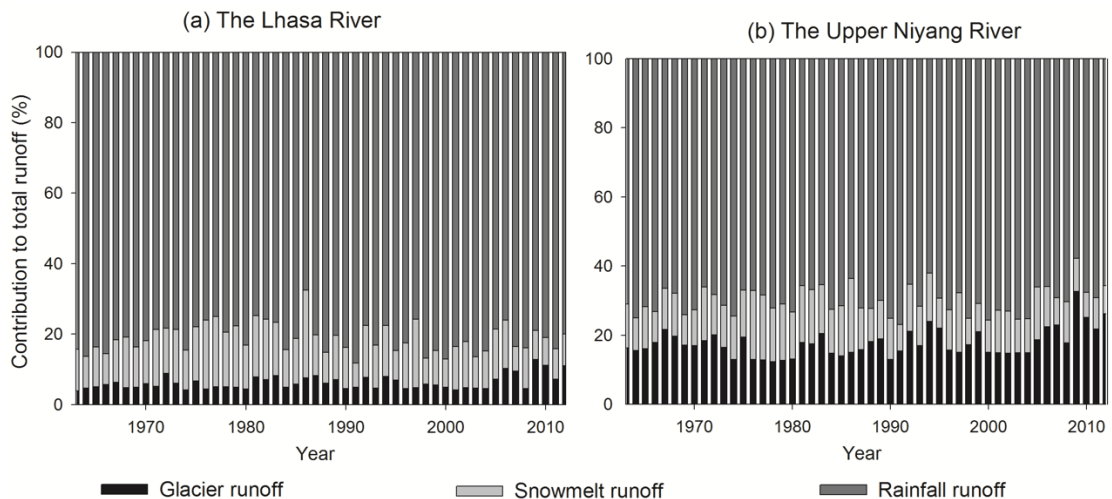 (a) The Lhasa River
(b) The Upper Niyang River
Contribution to total runoff (%)
100
80
60
40
20
0
1970 1980 1990 2000 2010
Year
100
80
60
40
20
0
1970 1980 1990 2000 2010
Year
Glacier runoff Snowmelt runoff Rainfall runoff